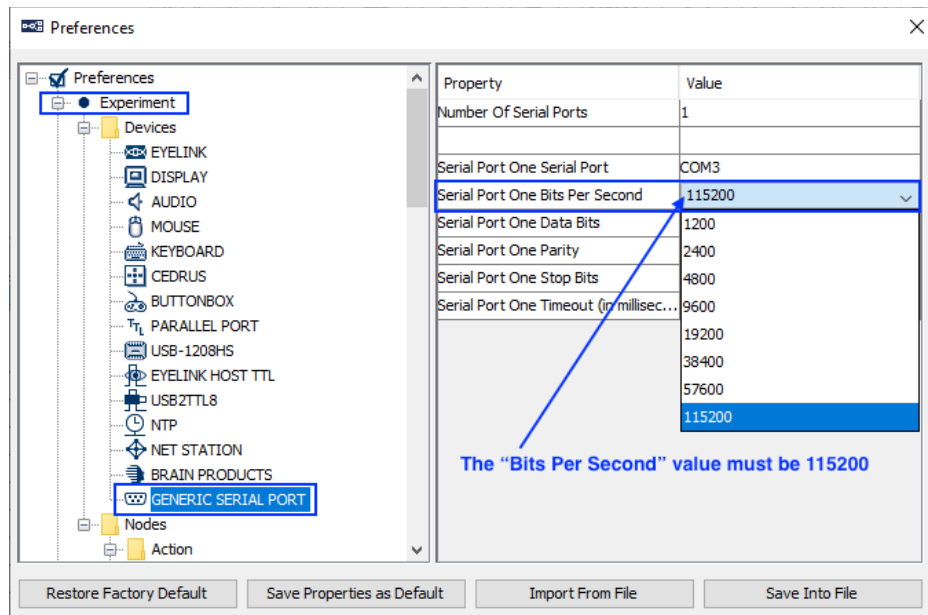 Preferences
Preferences
Experiment
Devices
EYELINK
DISPLAY
AUDIO
MOUSE
KEYBOARD
CEDRUS
BUTTONBOX
TTL PARALLEL PORT
USB-1208HS
EYELINK HOST TTL
USB2TTL8
NTP
NET STATION
BRAIN PRODUCTS
GENERIC SERIAL PORT
Nodes
Action
Property Value
Number Of Serial Ports 1
Serial Port One Serial Port COM3
Serial Port One Bits Per Second 115200
Serial Port One Data Bits 1200
Serial Port One Parity 2400
Serial Port One Stop Bits 4800
Serial Port One Timeout (in millisec... 9600
19200
38400
57600
115200
The “Bits Per Second” value must be 115200
Restore Factory Default Save Properties as Default Import From File Save Into File